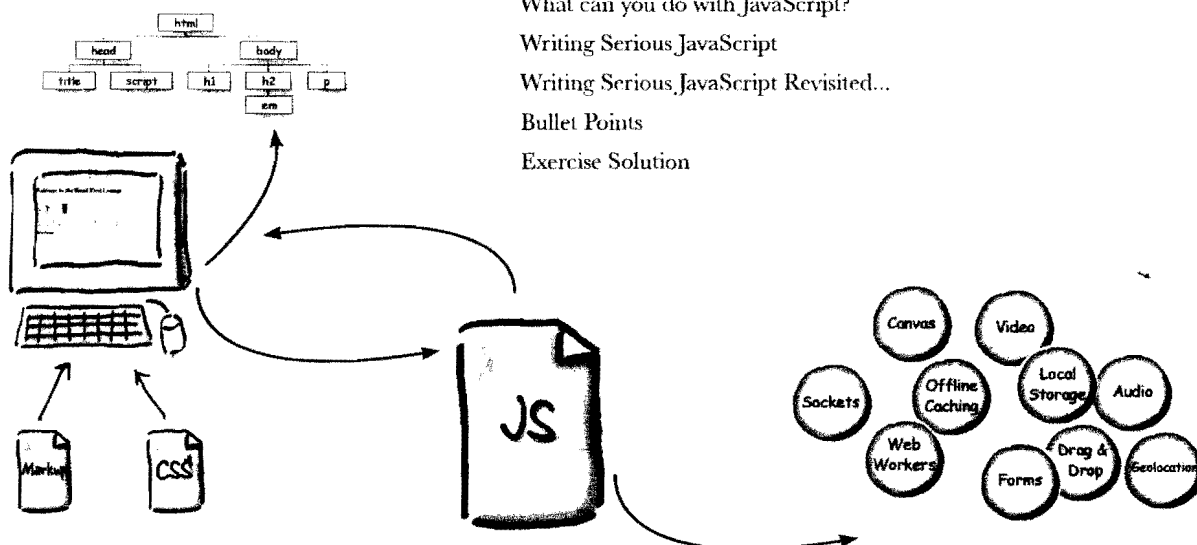 What can you do with JavaScript?
Writing Serious JavaScript
Writing Serious JavaScript Revisited...
Bullet Points
Exercise Solution
html
head
body
title
script
h1
h2
p
em
Markup
CSS
JS
Canvas
Video
Sockets
Offline
Caching
Local
Storage
Audio
Web
Workers
Forms
Drag &
Drop
Geolocation